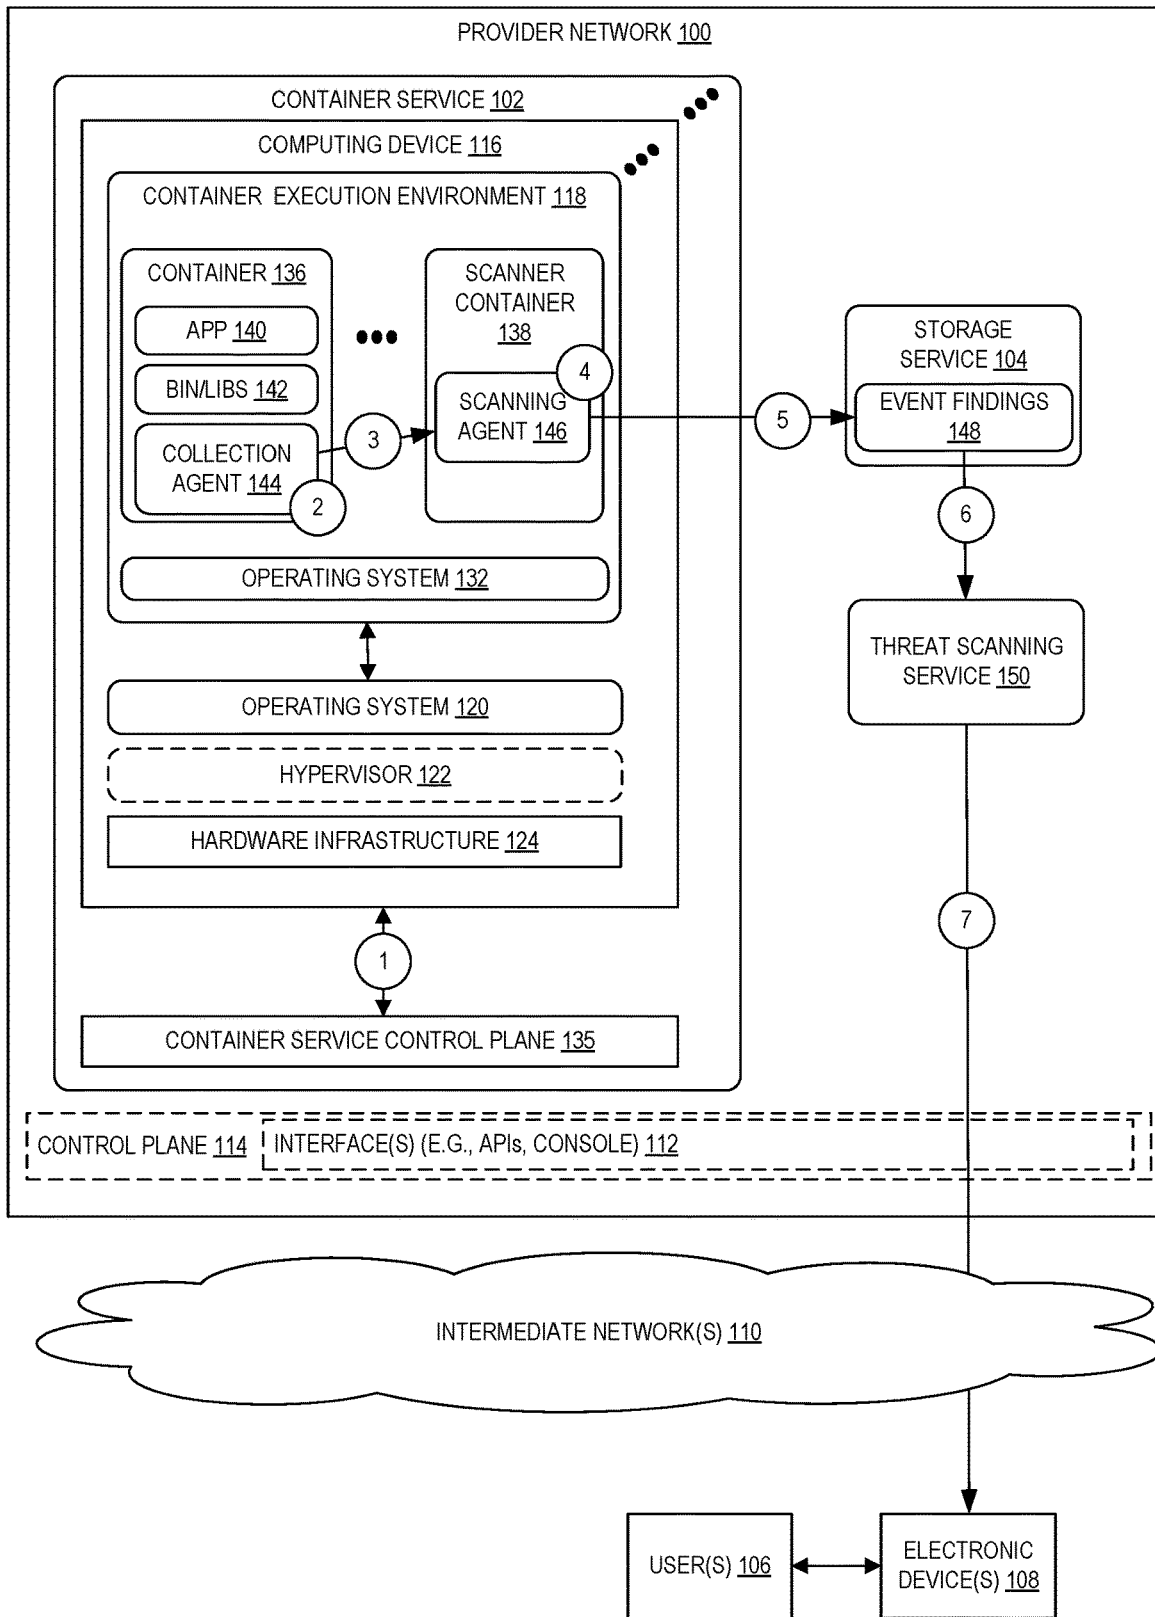 PROVIDER NETWORK 100
CONTAINER SERVICE 102
COMPUTING DEVICE 116
CONTAINER EXECUTION ENVIRONMENT 118
CONTAINER 136
APP 140
BIN/LIBS 142
COLLECTION
AGENT 144
2
3
SCANNER
CONTAINER
138
4
SCANNING
AGENT 146
5
STORAGE
SERVICE 104
EVENT FINDINGS
148
6
OPERATING SYSTEM 132
THREAT SCANNING
SERVICE 150
OPERATING SYSTEM 120
HYPERVISOR 122
HARDWARE INFRASTRUCTURE 124
7
1
CONTAINER SERVICE CONTROL PLANE 135
CONTROL PLANE 114
INTERFACE(S) (E.G., APIs, CONSOLE) 112
INTERMEDIATE NETWORK(S) 110
USER(S) 106
ELECTRONIC
DEVICE(S) 108